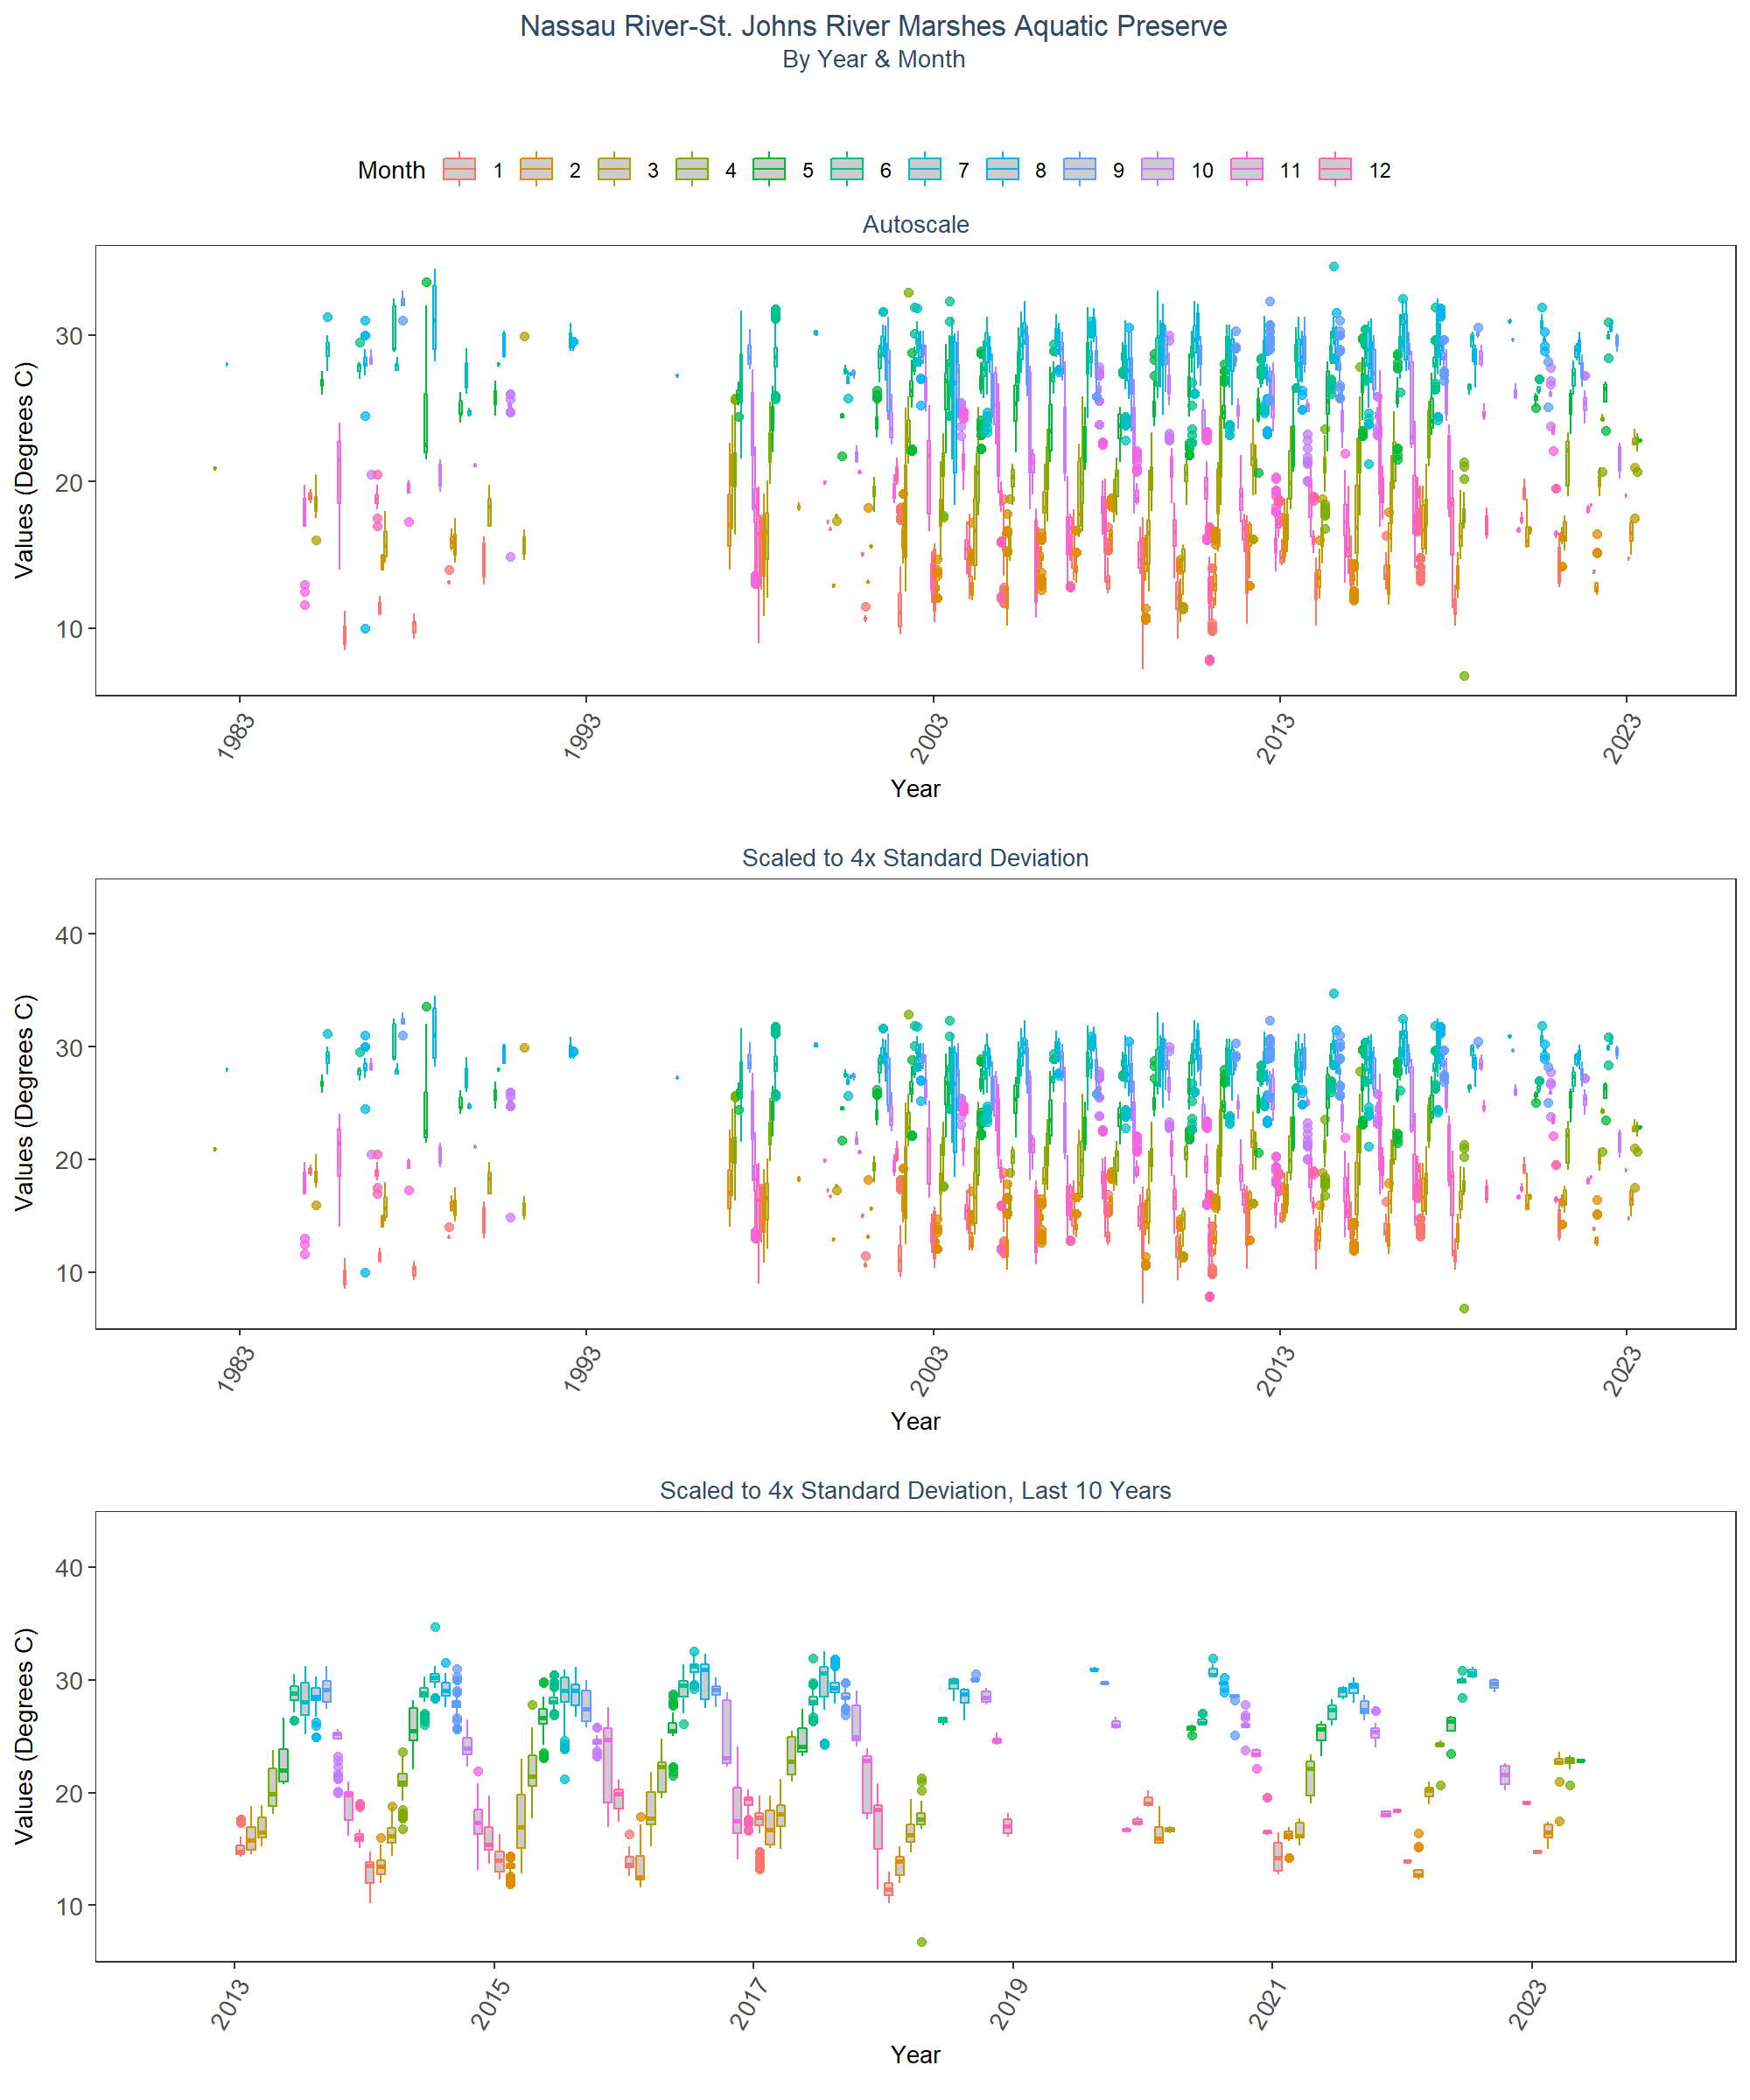 Nassau River-St. Johns River Marshes Aquatic Preserve
By Year & Month
Month 1 2 3 4 5 6 7 8 9 10 11 12
Autoscale
Values (Degrees C)
30
20
10
1983 1993 2003 2013 2023
Year
Scaled to 4x Standard Deviation
Values (Degrees C)
40
30
20
10
1983 1993 2003 2013 2023
Year
Scaled to 4x Standard Deviation, Last 10 Years
Values (Degrees C)
40
30
20
10
2013 2015 2017 2019 2021 2023
Year